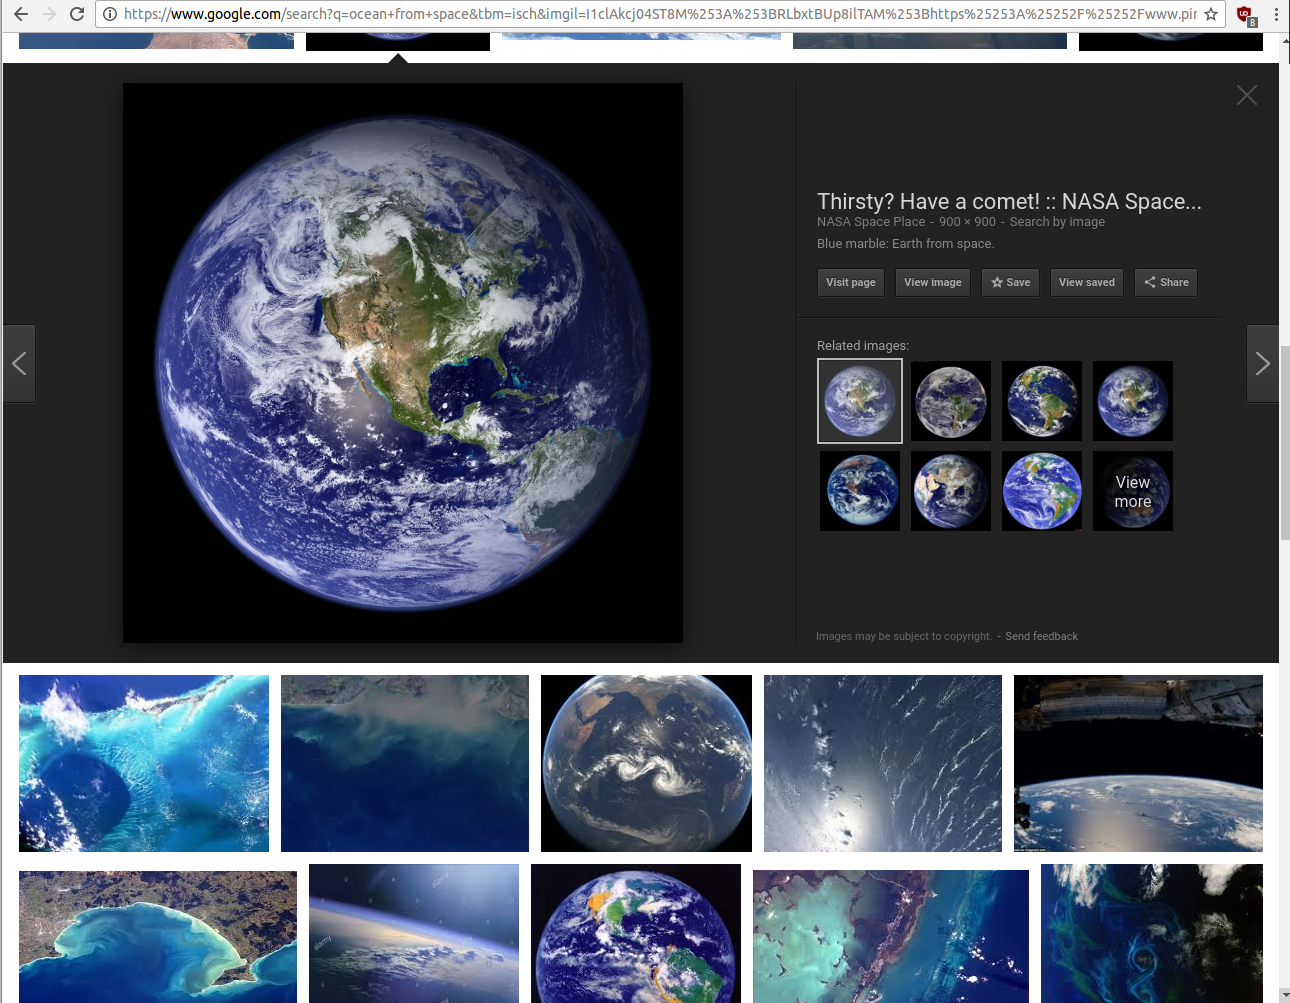 https://www.google.com/search?q=ocean+from+space&tbm=isch&imgil=I1clAkcj04ST8M%253A%253BRLbxtBUp8ilTAM%253Bhttps%25253A%25252F%25252Fwww.pir
8
Thirsty? Have a comet! :: NASA Space...
NASA Space Place - 900 × 900 - Search by image
Blue marble: Earth from space.
Visit page View image Save View saved Share
Related images:
View
more
Images may be subject to copyright. - Send feedback
alamy
alamy